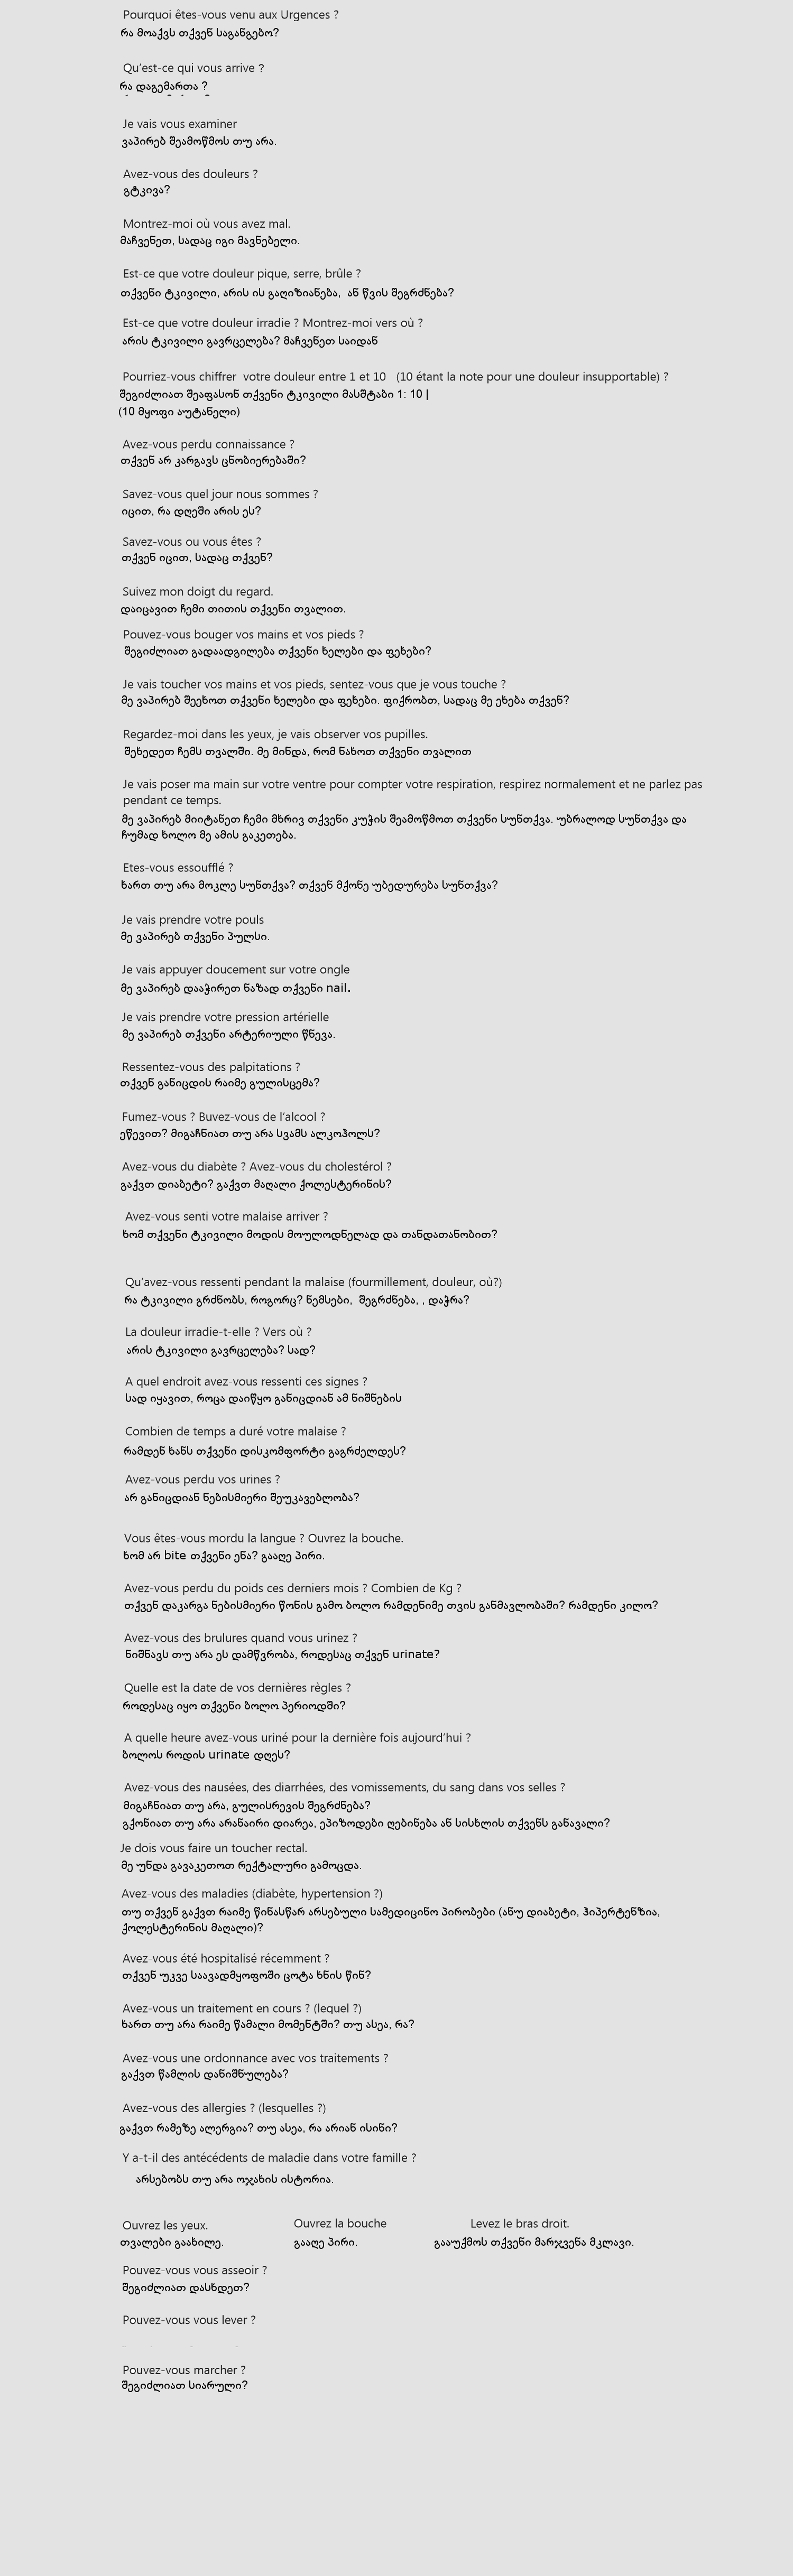 Pourquoi êtes-vous venu aux Urgences ?
რა მოაქვს თქვენ საგანგებო?
Qu’est-ce qui vous arrive ?
რა დაგემართა ?
Je vais vous examiner
ვაპირებ შეამოწმოს თუ არა.
Avez-vous des douleurs ?
გტკივა?
Montrez-moi où vous avez mal.
მაჩვენეთ, სადაც იგი მავნებელი.
Est-ce que votre douleur pique, serre, brûle ?
თქვენი ტკივილი, არის ის გაღიზიანება, ან წვის შეგრძნება?
Est-ce que votre douleur irradie ? Montrez-moi vers où ?
არის ტკივილი გავრცელება? მაჩვენეთ საიდან
Pourriez-vous chiffrer votre douleur entre 1 et 10 (10 étant la note pour une douleur insupportable) ?
შეგიძლიათ შეაფასონ თქვენი ტკივილი მასშტაბი 1: 10 |
(10 მყოფი აუტანელი)
Avez-vous perdu connaissance ?
თქვენ არ კარგავს ცნობიერებაში?
Savez-vous quel jour nous sommes ?
იცით, რა დღეში არის ეს?
Savez-vous ou vous êtes ?
თქვენ იცით, სადაც თქვენ?
Suivez mon doigt du regard.
დაიცავით ჩემი თითის თქვენი თვალით.
Pouvez-vous bouger vos mains et vos pieds ?
შეგიძლიათ გადაადგილება თქვენი ხელები და ფეხები?
Je vais toucher vos mains et vos pieds, sentez-vous que je vous touche ?
მე ვაპირებ შეეხოთ თქვენი ხელები და ფეხები. ფიქრობთ, სადაც მე ეხება თქვენ?
Regardez-moi dans les yeux, je vais observer vos pupilles.
შეხედეთ ჩემს თვალში. მე მინდა, რომ ნახოთ თქვენი თვალით
Je vais poser ma main sur votre ventre pour compter votre respiration, respirez normalement et ne parlez pas
pendant ce temps.
მე ვაპირებ მიიტანეთ ჩემი მხრივ თქვენი კუჭის შეამოწმოთ თქვენი სუნთქვა. უბრალოდ სუნთქვა და
ჩუმად ხოლო მე ამის გაკეთება.
Etes-vous essoufflé ?
ხართ თუ არა მოკლე სუნთქვა? თქვენ მქონე უბედურება სუნთქვა?
Je vais prendre votre pouls
მე ვაპირებ თქვენი პულსი.
Je vais appuyer doucement sur votre ongle
მე ვაპირებ დააჭირეთ ნაზად თქვენი nail.
Je vais prendre votre pression artérielle
მე ვაპირებ თქვენი არტერიული წნევა.
Ressentez-vous des palpitations ?
თქვენ განიცდის რაიმე გულისცემა?
Fumez-vous ? Buvez-vous de l’alcool ?
ეწევით? მიგაჩნიათ თუ არა სვამს ალკოჰოლს?
Avez-vous du diabète ? Avez-vous du cholestérol ?
გაქვთ დიაბეტი? გაქვთ მაღალი ქოლესტერინის?
Avez-vous senti votre malaise arriver ?
ხომ თქვენი ტკივილი მოდის მოულოდნელად და თანდათანობით?
Qu’avez-vous ressenti pendant la malaise (fourmillement, douleur, où?)
რა ტკივილი გრძნობს, როგორც? ნემსები, შეგრძნება, , დაჭრა?
La douleur irradie-t-elle ? Vers où ?
არის ტკივილი გავრცელება? სად?
A quel endroit avez-vous ressenti ces signes ?
სად იყავით, როცა დაიწყო განიცდიან ამ ნიშნების
Combien de temps a duré votre malaise ?
რამდენ ხანს თქვენი დისკომფორტი გაგრძელდეს?
Avez-vous perdu vos urines ?
არ განიცდიან ნებისმიერი შეუკავებლობა?
Vous êtes-vous mordu la langue ? Ouvrez la bouche.
ხომ არ bite თქვენი ენა? გააღე პირი.
Avez-vous perdu du poids ces derniers mois ? Combien de Kg ?
თქვენ დაკარგა ნებისმიერი წონის გამო ბოლო რამდენიმე თვის განმავლობაში? რამდენი კილო?
Avez-vous des brulures quand vous urinez ?
ნიშნავს თუ არა ეს დამწვრობა, როდესაც თქვენ urinate?
Quelle est la date de vos dernières règles ?
როდესაც იყო თქვენი ბოლო პერიოდში?
A quelle heure avez-vous uriné pour la dernière fois aujourd’hui ?
ბოლოს როდის urinate დღეს?
Avez-vous des nausées, des diarrhées, des vomissements, du sang dans vos selles ?
მიგაჩნიათ თუ არა, გულისრევის შეგრძნება?
გქონიათ თუ არა არანაირი დიარეა, ეპიზოდები ღებინება ან სისხლის თქვენს განავალი?
Je dois vous faire un toucher rectal.
მე უნდა გავაკეთოთ რექტალური გამოცდა.
Avez-vous des maladies (diabète, hypertension ?)
თუ თქვენ გაქვთ რაიმე წინასწარ არსებული სამედიცინო პირობები (ანუ დიაბეტი, ჰიპერტენზია,
ქოლესტერინის მაღალი)?
Avez-vous été hospitalisé récemment ?
თქვენ უკვე საავადმყოფოში ცოტა ხნის წინ?
Avez-vous un traitement en cours ? (lequel ?)
ხართ თუ არა რაიმე წამალი მომენტში? თუ ასეა, რა?
Avez-vous une ordonnance avec vos traitements ?
გაქვთ წამლის დანიშნულება?
Avez-vous des allergies ? (lesquelles ?)
გაქვთ რამეზე ალერგია? თუ ასეა, რა არიან ისინი?
Y a-t-il des antécédents de maladie dans votre famille ?
არსებობს თუ არა ოჯახის ისტორია.
Ouvrez les yeux. Ouvrez la bouche Levez le bras droit.
თვალები გაახილე. გააღე პირი. გააუქმოს თქვენი მარჯვენა მკლავი.
Pouvez-vous vous asseoir ?
შეგიძლიათ დასხდეთ?
Pouvez-vous vous lever ?
Pouvez-vous marcher ?
შეგიძლიათ სიარული?